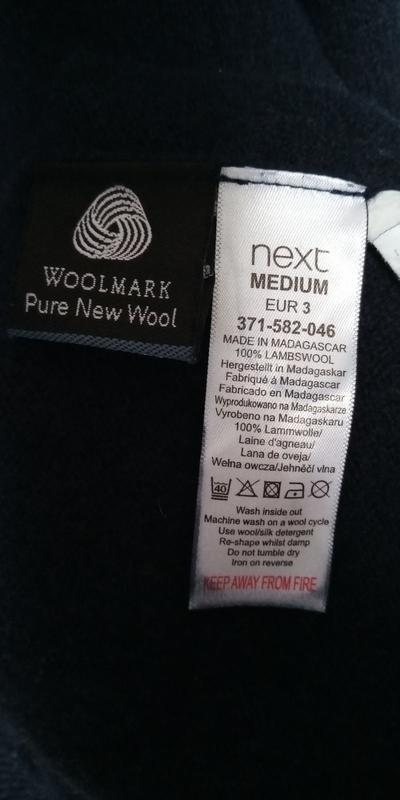 WOOLMARK
Pure New Wool
next
MEDIUM
EUR 3
371-582-046
MADE IN MADAGASCAR
100% LAMBSWOOL
Hergestellt in Madagaskar
Fabriqué à Madagascar
Fabricado en Madagascar
Wyprodukowano na Madagaskarze
Vyrobeno na Madagaskaru
100% Lammwolle/
Laine d'agneau/
Lana de oveja/
Wełna owcza/Jehněčí vlna
40
Wash inside out
Machine wash on a wool cycle
Use wool/silk detergent
Re-shape whilst damp
Do not tumble dry
Iron on reverse
KEEP AWAY FROM FIRE